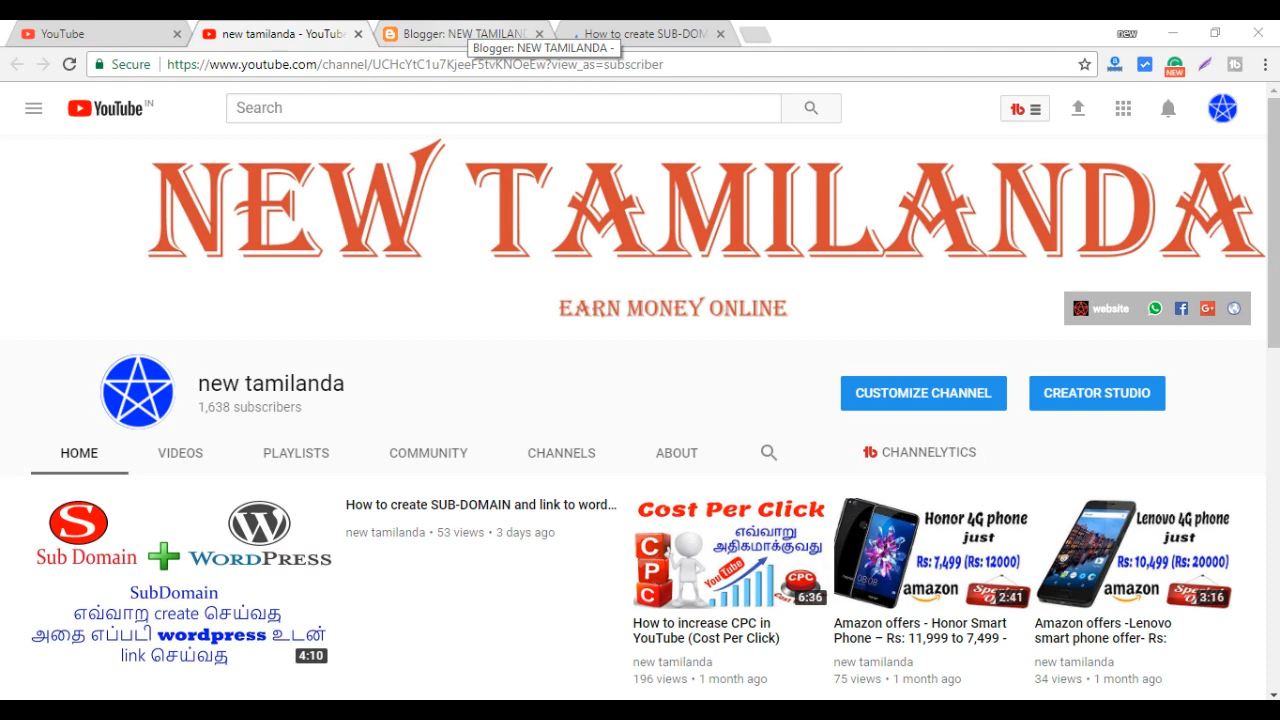 YouTube
new tamilanda - YouTube
Blogger: NEW TAMILAND
How to create SUB-DOM
new
Blogger: NEW TAMILANDA -
Secure
https://www.youtube.com/channel/UCHcYtC1u7KjeeF5tvKNOeEw?view_as=subscriber
NEW
YouTube IN
Search
NEW TAMILANDA
EARN MONEY ONLINE
website
new tamilanda
1,638 subscribers
CUSTOMIZE CHANNEL
CREATOR STUDIO
HOME
VIDEOS
PLAYLISTS
COMMUNITY
CHANNELS
ABOUT
CHANNELYTICS
S
Sub Domain
WORDPRESS
SubDomain
எவ்வாற create செய்வத
அதை எப்படி wordpress உடன்
link செய்வத
4:10
How to create SUB-DOMAIN and link to word...
new tamilanda • 53 views • 3 days ago
Cost Per Click
எவ்வாறு
அதிகமாக்குவது
C
P
C
You Tube
CPC
6:36
How to increase CPC in
YouTube (Cost Per Click)
new tamilanda
196 views • 1 month ago
Honor 4G phone
just
Rs: 7,499 (Rs: 12000)
08:08
amazon
2:41
Amazon offers - Honor Smart
Phone – Rs: 11,999 to 7,499 -
new tamilanda
75 views • 1 month ago
Lenovo 4G phone
just
Rs: 10,499 (Rs: 20000)
amazon
3:16
Amazon offers -Lenovo
smart phone offer- Rs:
new tamilanda
34 views • 1 month ago